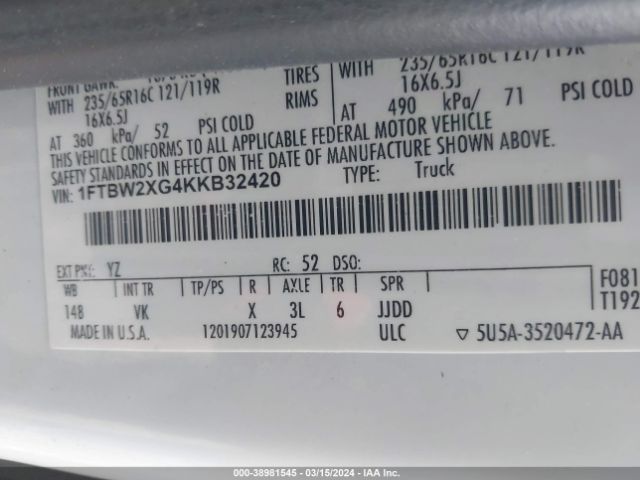 WITH 235/65R16C 121/119R TIRES WITH 235/65R16C 121/119R
16X6.5J RIMS 16X6.5J
AT 360 kPa/ 52 PSI COLD AT 490 kPa/ 71 PSI COLD
THIS VEHICLE CONFORMS TO ALL APPLICABLE FEDERAL MOTOR VEHICLE
SAFETY STANDARDS IN EFFECT ON THE DATE OF MANUFACTURE SHOWN ABOVE.
VIN: 1FTBW2XG4KKB32420 TYPE: Truck
EXT PNT: YZ RC: 52 DSO:
WB INT TR TP/PS R AXLE TR SPR F081
148 VK X 3L 6 JJDD T192
MADE IN U.S.A. 1201907123945 ULC ▽ 5U5A-3520472-AA
000-38981545 - 03/15/2024 - IAA Inc.